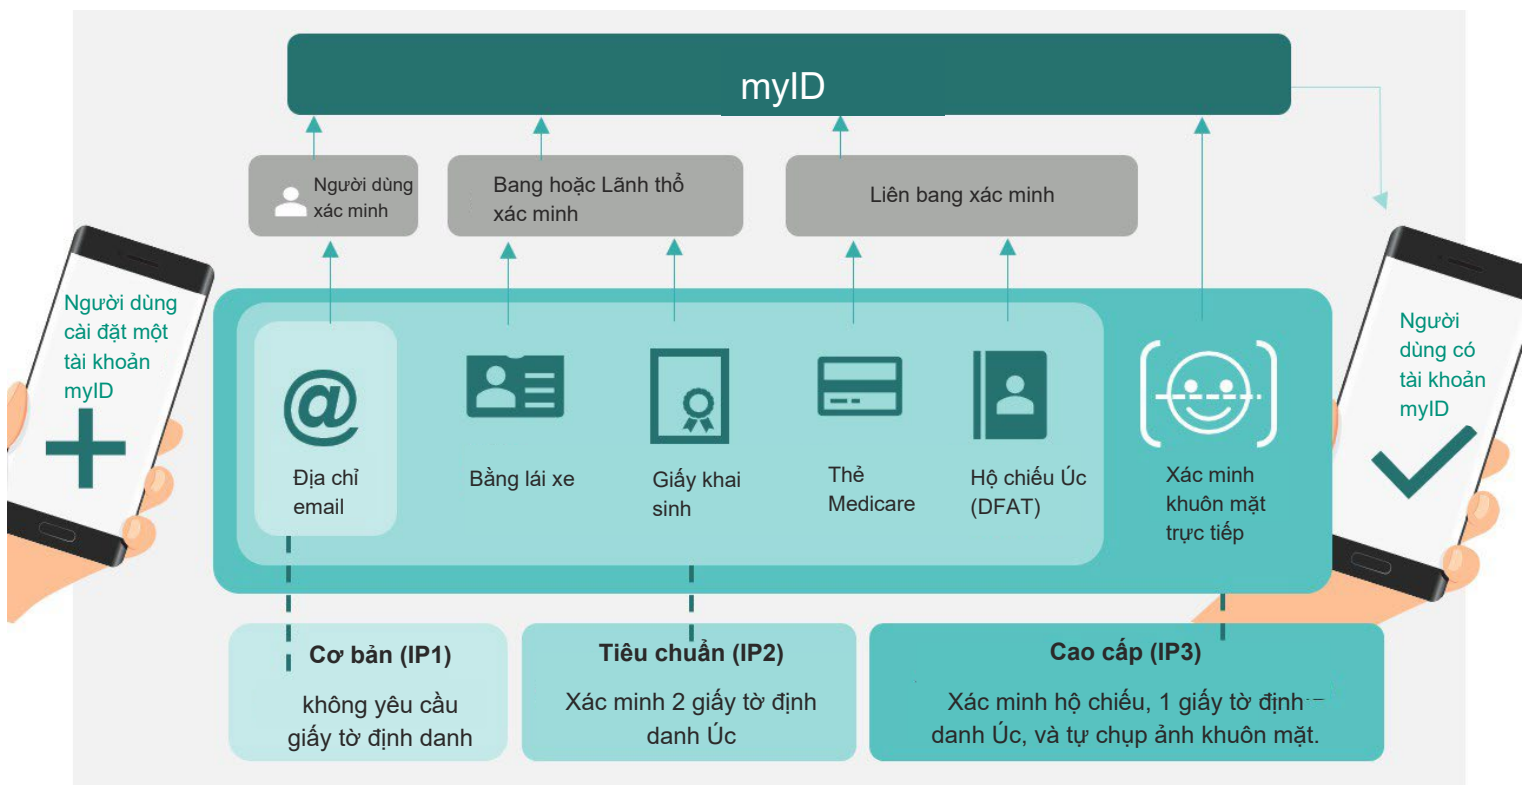 myID
Người dùng
xác minh
Bang hoặc Lãnh thổ
xác minh
Liên bang xác minh
Người dùng
cài đặt một
tài khoản
myID
Người
dùng có
tài khoản
myID
@
Địa chỉ
email
Bằng lái xe
Giấy khai
sinh
Thẻ
Medicare
Hộ chiếu Úc
(DFAT)
Xác minh
khuôn mặt
trực tiếp
Cơ bản (IP1)
không yêu cầu
giấy tờ định danh
Tiêu chuẩn (IP2)
Xác minh 2 giấy tờ định
danh Úc
Cao cấp (IP3)
Xác minh hộ chiếu, 1 giấy tờ định
danh Úc, và tự chụp ảnh khuôn mặt.